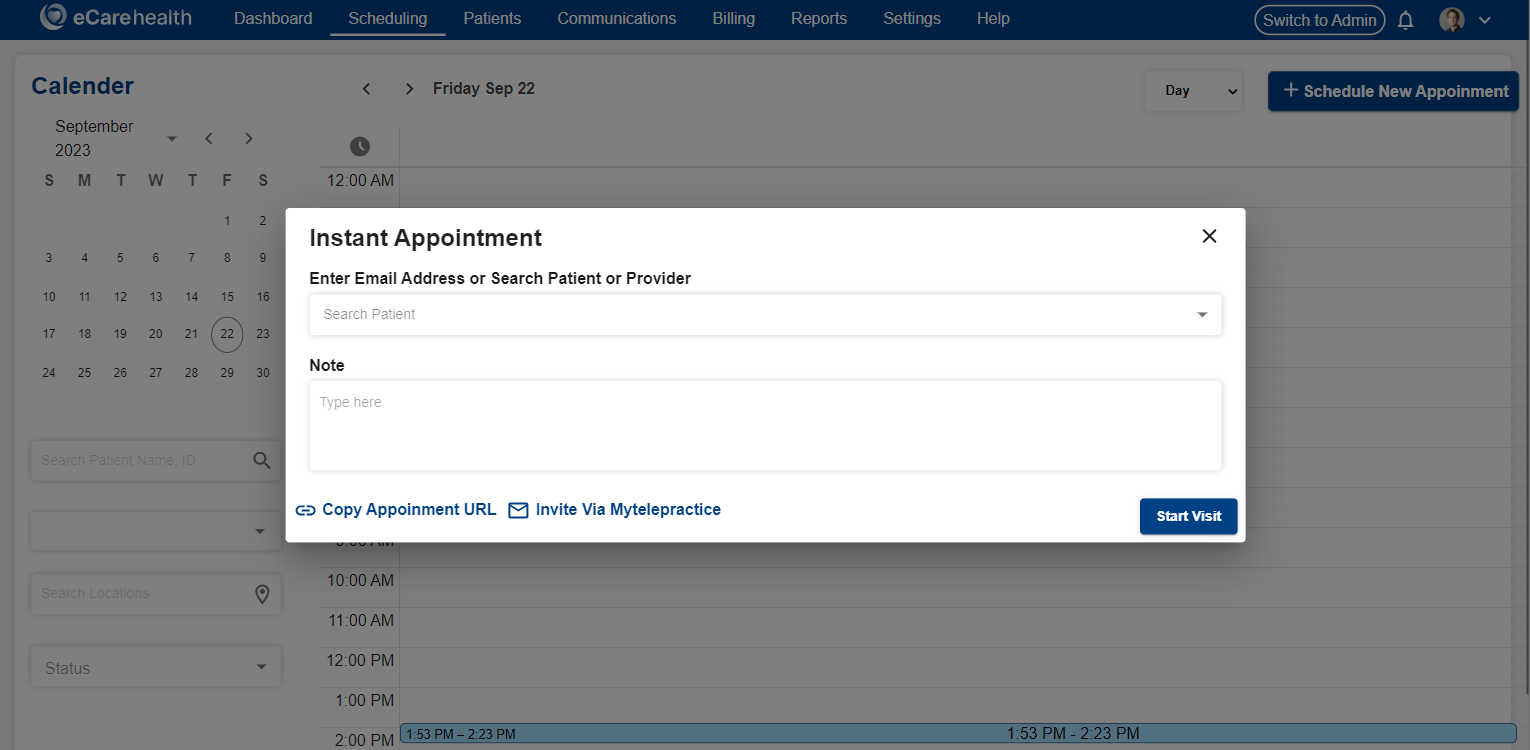 eCarehealth Dashboard Scheduling Patients Communications Billing Reports Settings Help Switch to Admin
Calender
Friday Sep 22
Day
+ Schedule New Appoinment
September
2023
S M T W T F S
1 2
3 4 5 6 7 8 9
10 11 12 13 14 15 16
17 18 19 20 21 22 23
24 25 26 27 28 29 30
Search Patient Name, ID
Search Locations
Status
12:00 AM
Instant Appointment
Enter Email Address or Search Patient or Provider
Search Patient
Note
Type here
Copy Appoinment URL
Invite Via Mytelepractice
Start Visit
10:00 AM
11:00 AM
12:00 PM
1:00 PM
2:00 PM
1:53 PM – 2:23 PM
1:53 PM - 2:23 PM